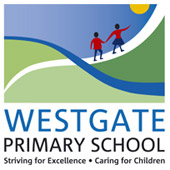 WESTGATE
PRIMARY SCHOOL
Striving for Excellence • Caring for Children